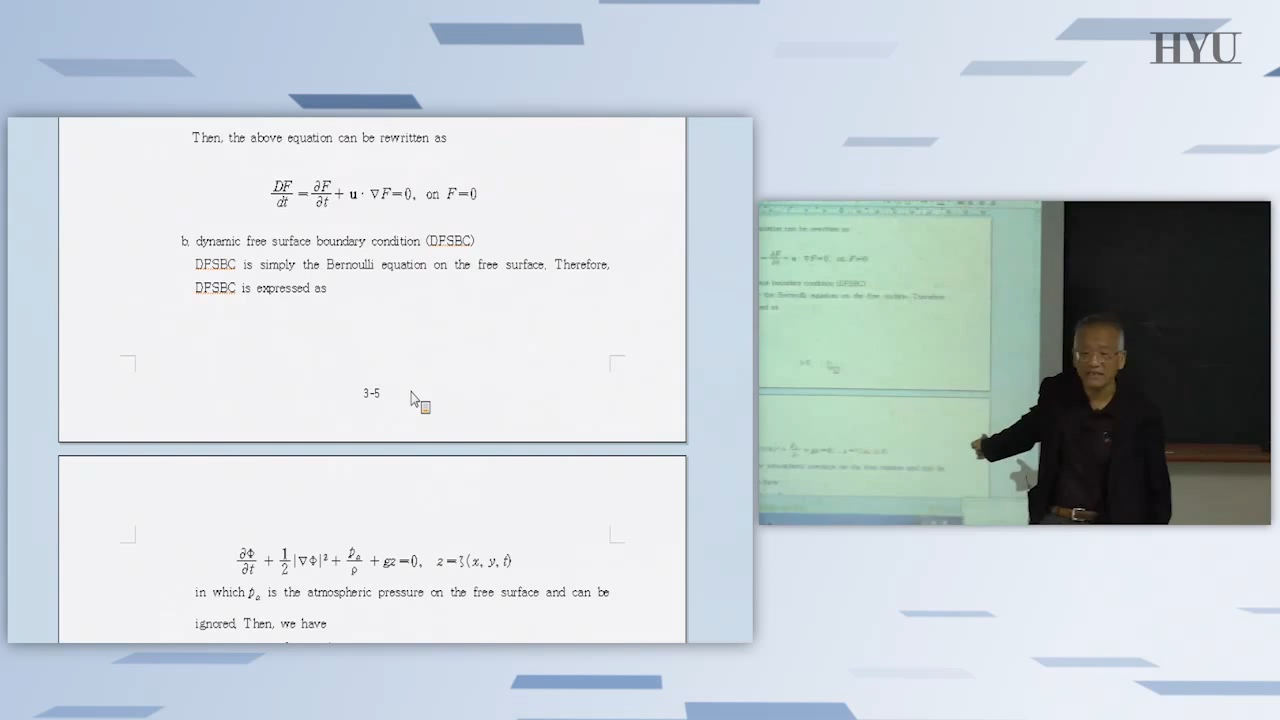 HYU
Then, the above equation can be rewritten as
DF/dt = ∂F/∂t + u · ∇F=0, on F=0
b. dynamic free surface boundary condition (DFSBC)
DFSBC is simply the Bernoulli equation on the free surface. Therefore,
DFSBC is expressed as
3-5
∂Φ/∂t + 1/2 |∇Φ|² + pₐ/ρ + gz=0, z=ζ(x, y, t)
in which pₐ is the atmospheric pressure on the free surface and can be
ignored. Then, we have